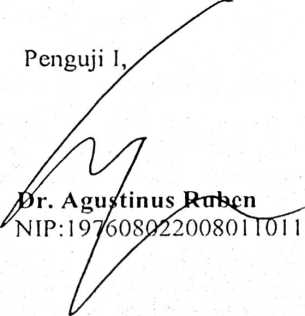 Penguji I,
Dr. Agustinus Ruben
NIP:197608022008011011